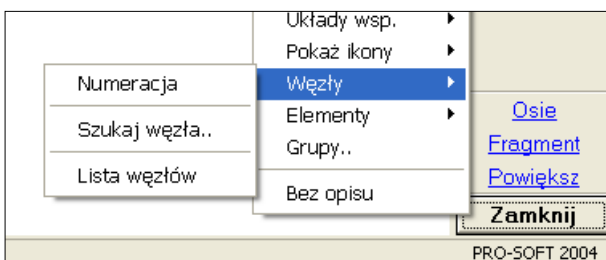 Układy wsp.
Pokaż ikony
Węzły
Elementy
Grupy..
Bez opisu
Numeracja
Szukaj węzła..
Lista węzłów
Osie
Fragment
Powiększ
Zamknij
PRO-SOFT 2004